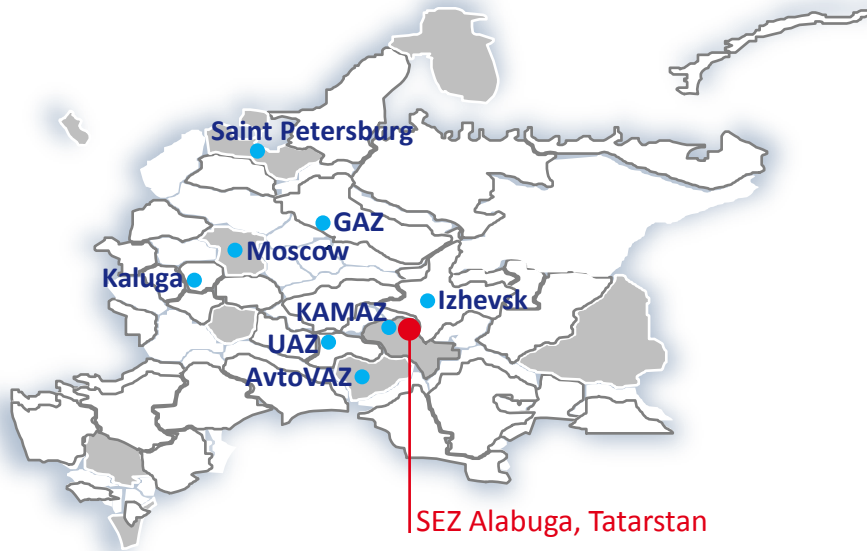 Saint Petersburg
GAZ
Moscow
Kaluga
Izhevsk
KAMAZ
UAZ
AvtoVAZ
SEZ Alabuga, Tatarstan